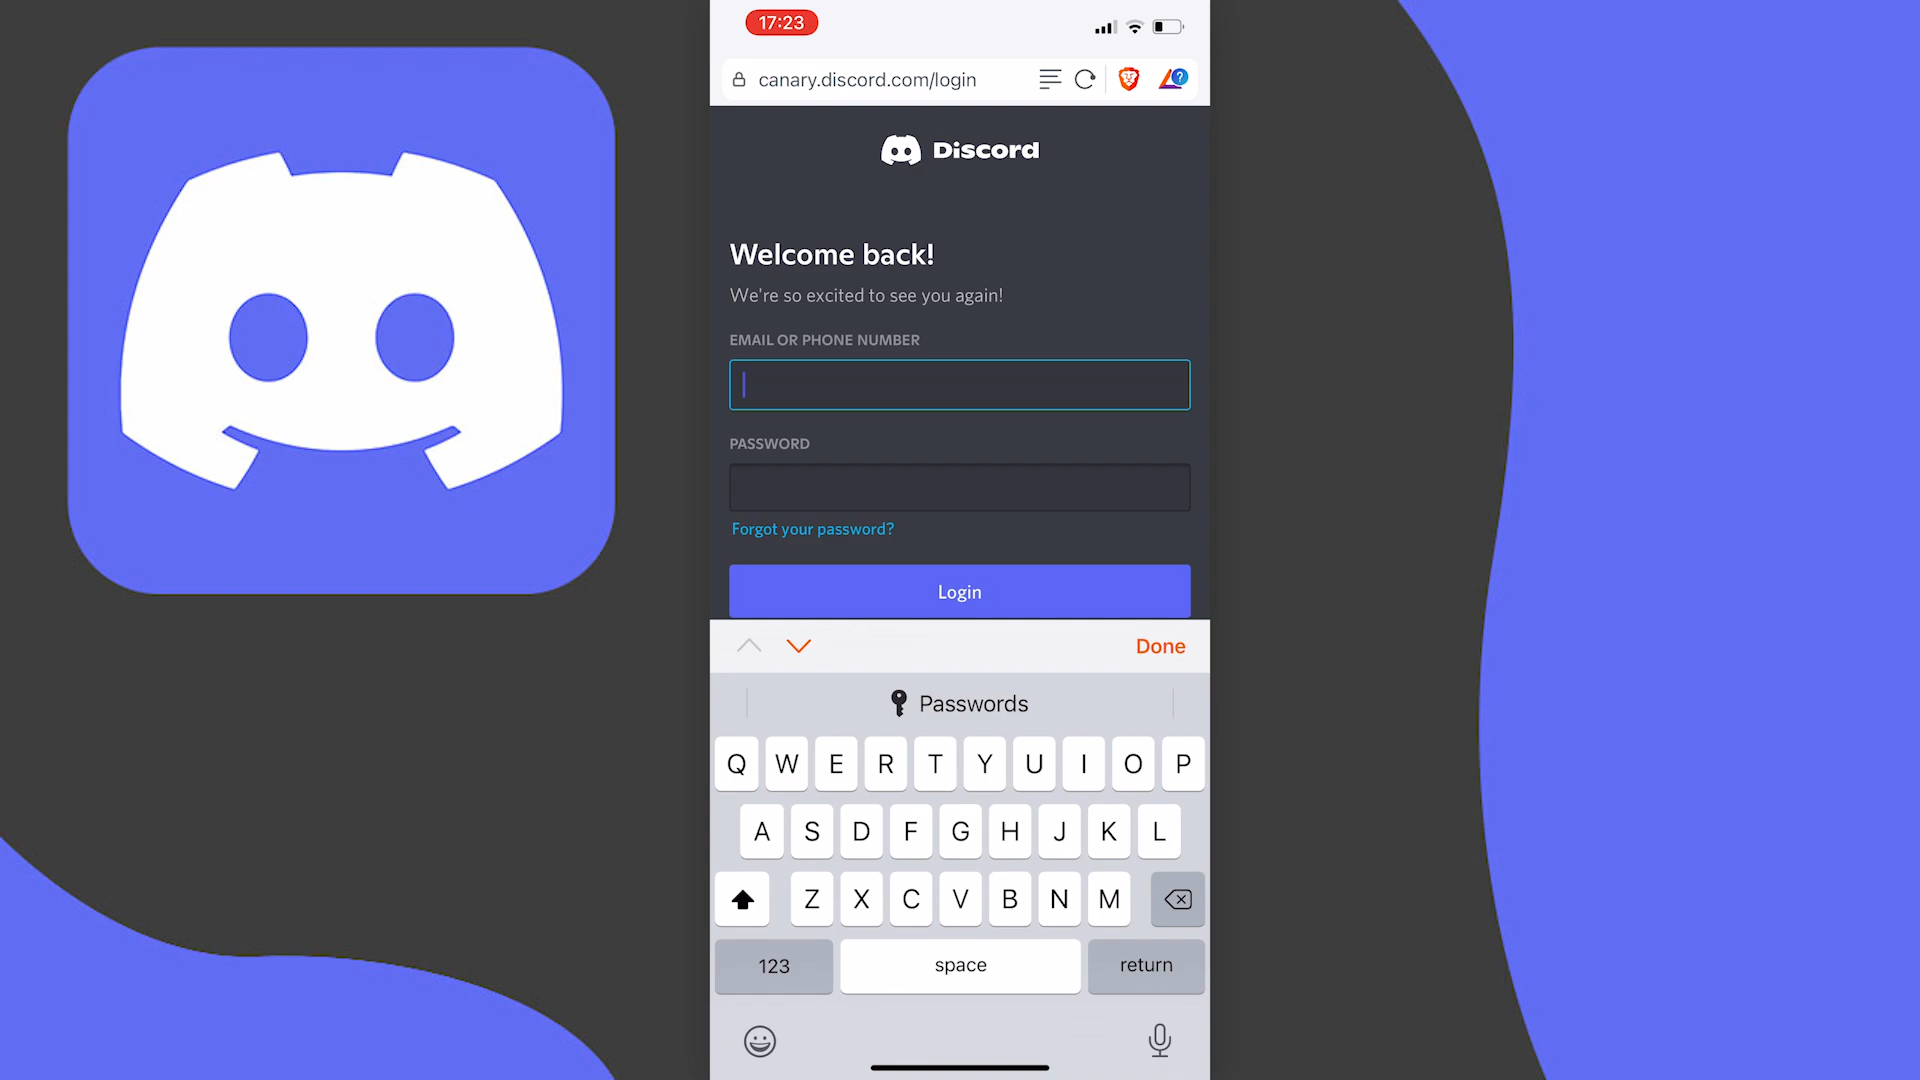 17:23
canary.discord.com/login
?
Discord
Welcome back!
We're so excited to see you again!
EMAIL OR PHONE NUMBER
PASSWORD
Forgot your password?
Login
Done
Passwords
Q W E R T Y U I O P
A S D F G H J K L
Z X C V B N M
123 space return